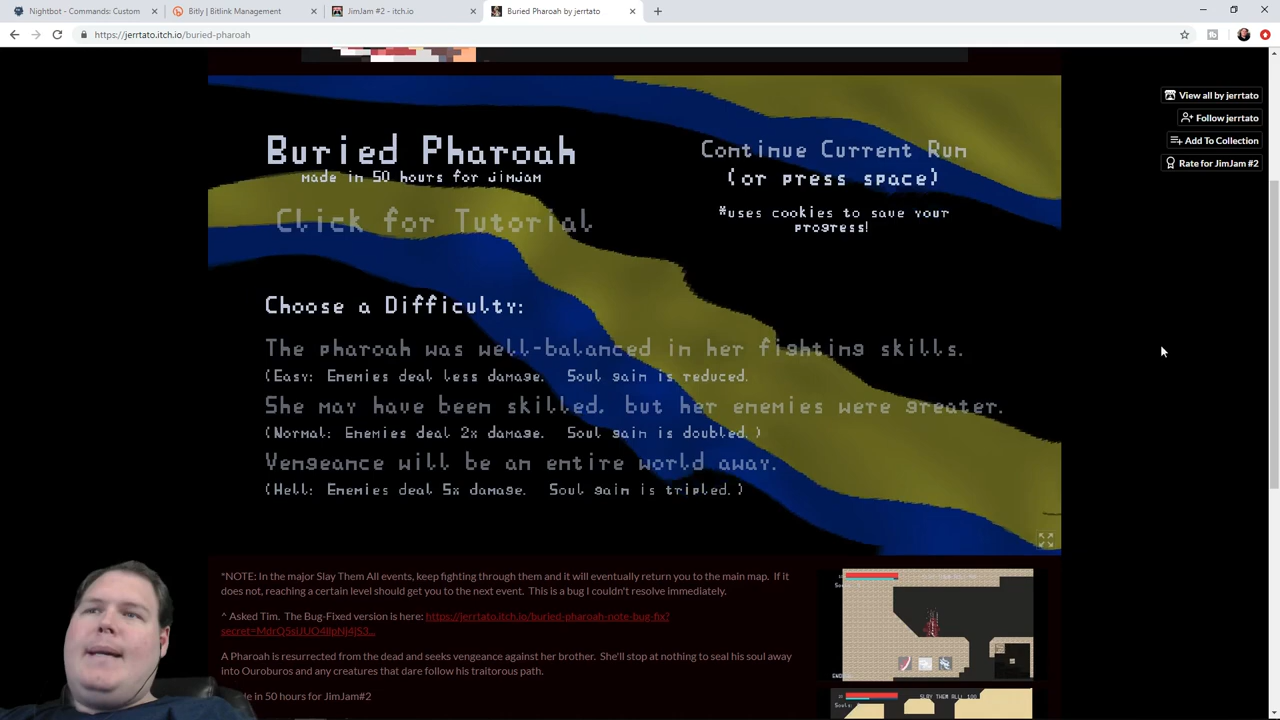 Nightbot - Commands: Custom
Bitly | Bitlink Management
JimJam #2 - itch.io
Buried Pharoah by jerrtato
https://jerrtato.itch.io/buried-pharoah
View all by jerrtato
Follow jerrtato
Add To Collection
Rate for JimJam #2
Buried Pharoah
made in 50 hours for jimjam
Click for Tutorial
Continue Current Run
(or press space)
*uses cookies to save your
progress!
Choose a Difficulty:
The pharoah was well-balanced in her fighting skills.
(Easy: Enemies deal less damage. Soul gain is reduced.
She may have been skilled, but her enemies were greater.
(Normal: Enemies deal 2x damage. Soul gain is doubled.)
Vengeance will be an entire world away.
(Hell: Enemies deal 5x damage. Soul gain is tripled.)
*NOTE: In the major Slay Them All events, keep fighting through them and it will eventually return you to the main map. If it
does not, reaching a certain level should get you to the next event. This is a bug I couldn't resolve immediately.
^ Asked Tim. The Bug-Fixed version is here: https://jerrtato.itch.io/buried-pharoah-note-bug-fix?
A Pharoah is resurrected from the dead and seeks vengeance against her brother. She'll stop at nothing to seal his soul away
into Ouroburos and any creatures that dare follow his traitorous path.
de in 50 hours for JimJam#2
SLAY THEM ALL: 100